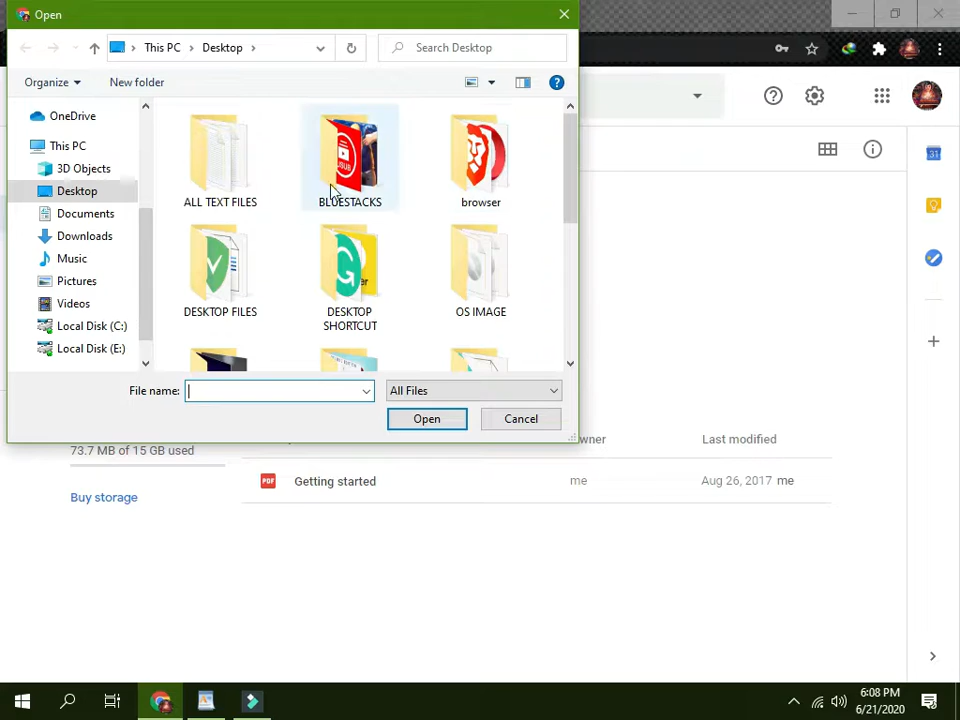 Open
This PC
Desktop
Search Desktop
Organize
New folder
OneDrive
This PC
3D Objects
Desktop
Documents
Downloads
Music
Pictures
Videos
Local Disk (C:)
Local Disk (E:)
ALL TEXT FILES
BLUESTACKS
browser
DESKTOP FILES
DESKTOP
SHORTCUT
OS IMAGE
File name:
All Files
Open
Cancel
73.7 MB of 15 GB used
Buy storage
Last modified
PDF
Getting started
me
Aug 26, 2017 me
31
6:08 PM
6/21/2020